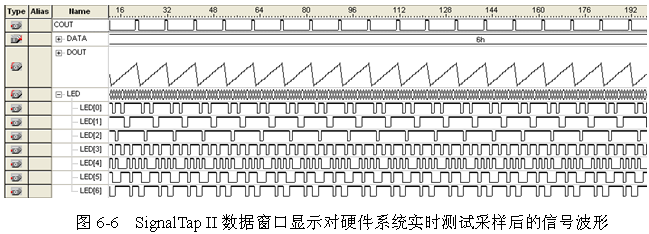 Type Alias Name 16 32 48 64 80 96 112 128 144 160 176 192
COUT
DATA 6h
DOUT
LED
LED[0]
LED[1]
LED[2]
LED[3]
LED[4]
LED[5]
LED[6]
图 6-6 SignalTap II 数据窗口显示对硬件系统实时测试采样后的信号波形